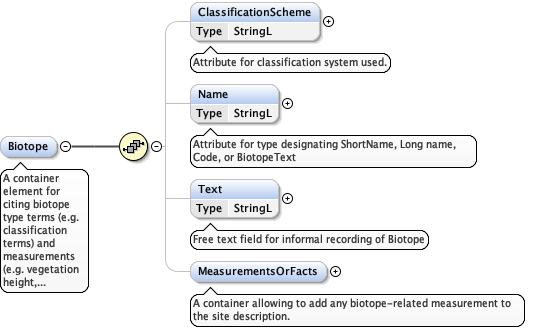 ClassificationScheme
Type StringL
Attribute for classification system used.
Name
Type StringL
Attribute for type designating ShortName, Long name,
Code, or BiotopeText
Biotope
A container
element for
citing biotope
type terms (e.g.
classification
terms) and
measurements
(e.g. vegetation
height,...
Text
Type StringL
Free text field for informal recording of Biotope
MeasurementsOrFacts
A container allowing to add any biotope-related measurement to
the site description.